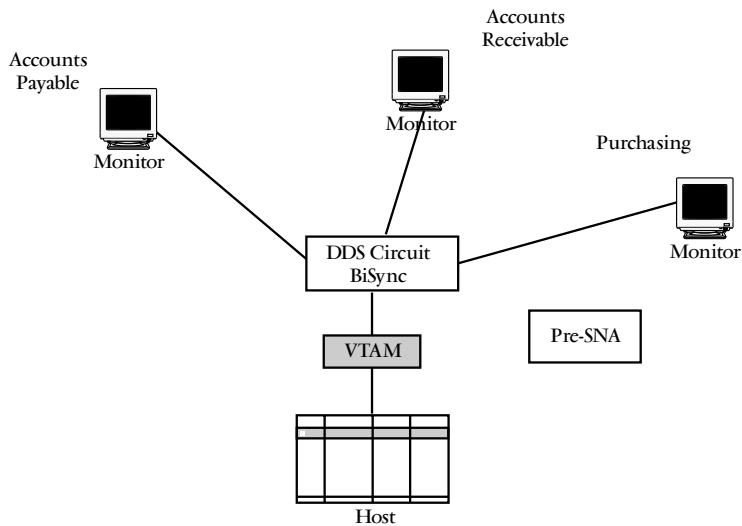 Accounts
Receivable
Accounts
Payable
Monitor
Monitor
Purchasing
Monitor
DDS Circuit
BiSync
Pre-SNA
VTAM
Host